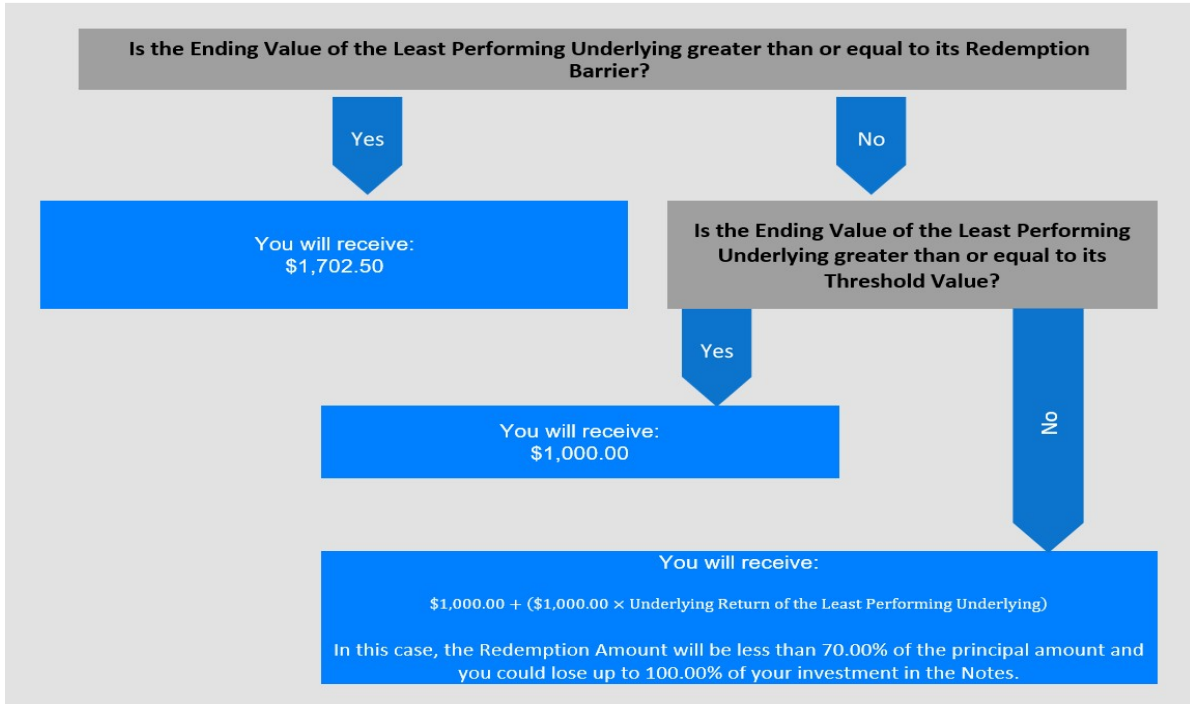 Is the Ending Value of the Least Performing Underlying greater than or equal to its Redemption
Barrier?
Yes
No
You will receive:
$1,702.50
Is the Ending Value of the Least Performing
Underlying greater than or equal to its
Threshold Value?
Yes
No
You will receive:
$1,000.00
You will receive:
$1,000.00 + ($1,000.00 × Underlying Return of the Least Performing Underlying)
In this case, the Redemption Amount will be less than 70.00% of the principal amount and
you could lose up to 100.00% of your investment in the Notes.